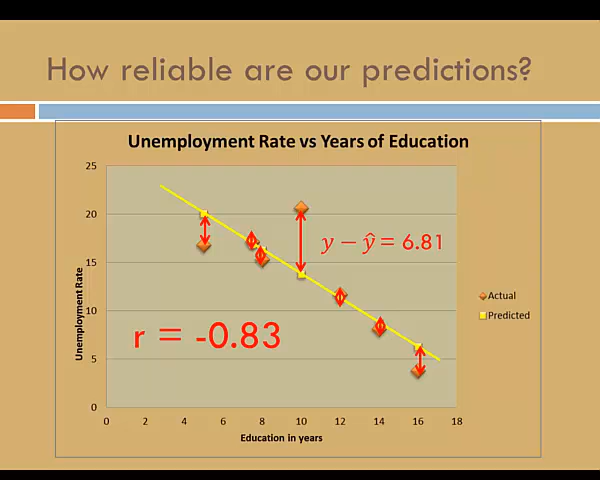 How reliable are our predictions?
Unemployment Rate vs Years of Education
25
20
15
10
5
0
Unemployment Rate
y − ŷ = 6.81
r = -0.83
Actual
Predicted
0 2 4 6 8 10 12 14 16 18
Education in years